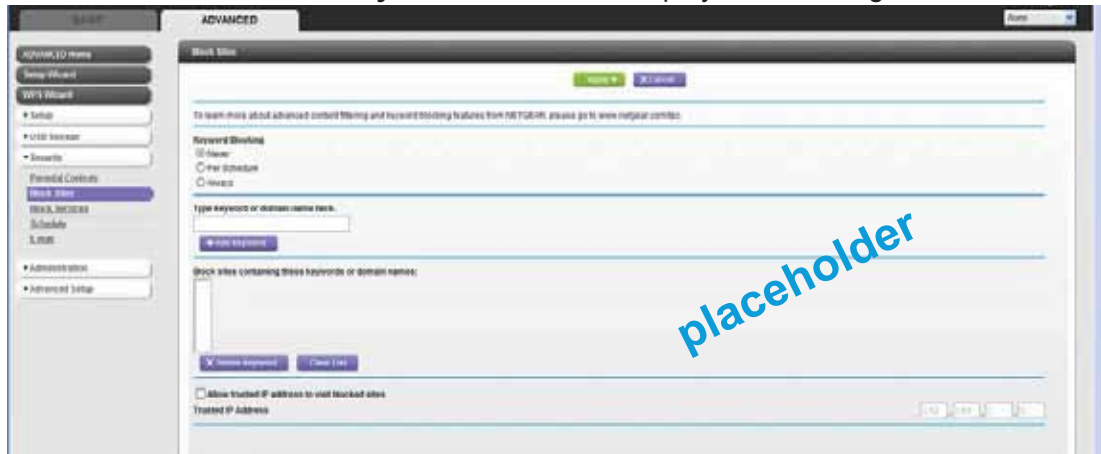 ADVANCED
Auto
ADVANCED Home
Block Sites
Setup Wizard
Apply
X Cancel
WPS Wizard
Setup
To learn more about advanced content filtering and keyword blocking features from NETGEAR, please go to www.netgear.com/lpc
USB Storage
Keyword Blocking
Never
Security
Per Schedule
Parental Controls
Always
Block Sites
Block Services
Type keyword or domain name here.
Schedule
E-mail
+ Add Keyword
placeholder
Administration
Block sites containing these keywords or domain names:
Advanced Setup
X Delete Keyword
Clear List
Allow trusted IP address to visit blocked sites
Trusted IP Address